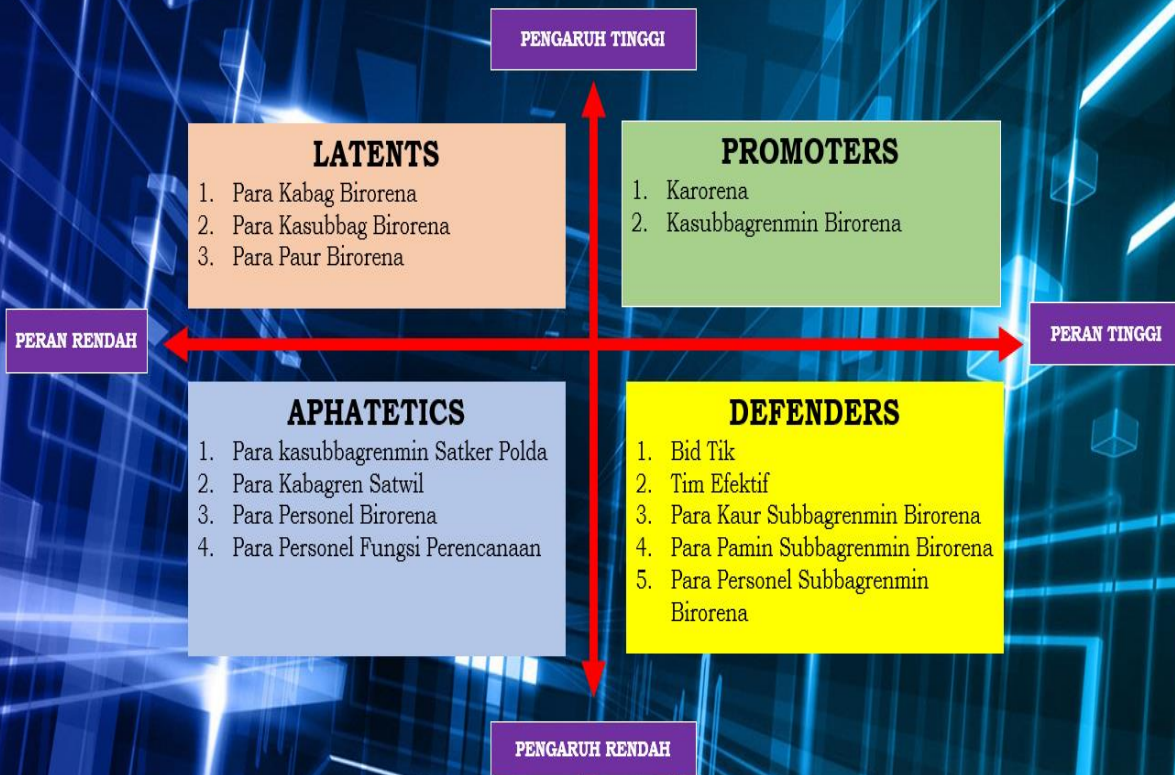 PENGARUH TINGGI
LATENTS
1. Para Kabag Birorena
2. Para Kasubbag Birorena
3. Para Paur Birorena
PROMOTERS
1. Karorena
2. Kasubbagrenmin Birorena
PERAN RENDAH
PERAN TINGGI
APHATETICS
1. Para kasubbagrenmin Satker Polda
2. Para Kabagren Satwil
3. Para Personel Birorena
4. Para Personel Fungsi Perencanaan
DEFENDERS
1. Bid Tik
2. Tim Efektif
3. Para Kaur Subbagrenmin Birorena
4. Para Pamin Subbagrenmin Birorena
5. Para Personel Subbagrenmin
Birorena
PENGARUH RENDAH